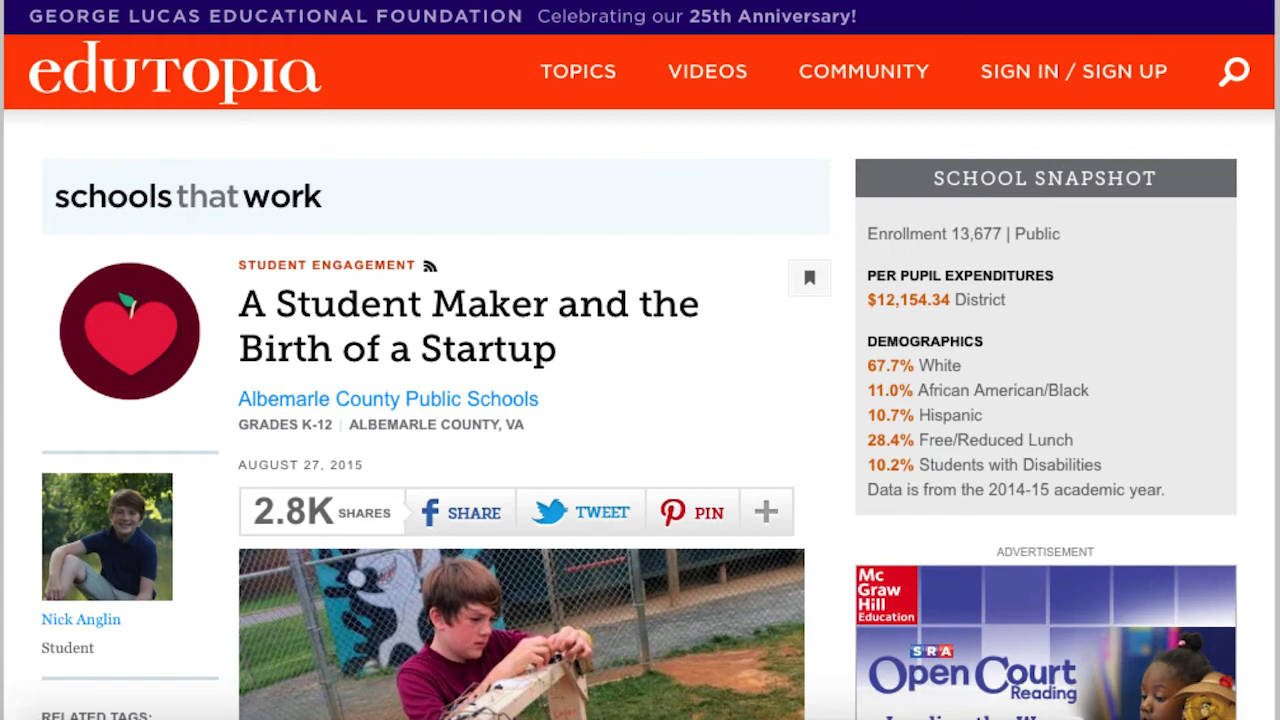 GEORGE LUCAS EDUCATIONAL FOUNDATION Celebrating our 25th Anniversary!
edUTOPIA
TOPICS VIDEOS COMMUNITY SIGN IN / SIGN UP
schoolsthatwork
STUDENT ENGAGEMENT
A Student Maker and the
Birth of a Startup
Albemarle County Public Schools
GRADES K-12 | ALBEMARLE COUNTY, VA
AUGUST 27, 2015
2.8K SHARES SHARE TWEET PIN +
Nick Anglin
Student
RELATED TAGS:
SCHOOL SNAPSHOT
Enrollment 13,677 | Public
PER PUPIL EXPENDITURES
$12,154.34 District
DEMOGRAPHICS
67.7% White
11.0% African American/Black
10.7% Hispanic
28.4% Free/Reduced Lunch
10.2% Students with Disabilities
Data is from the 2014-15 academic year.
ADVERTISEMENT
Mc
Graw
Hill
Education
SRA
Open Court
Reading